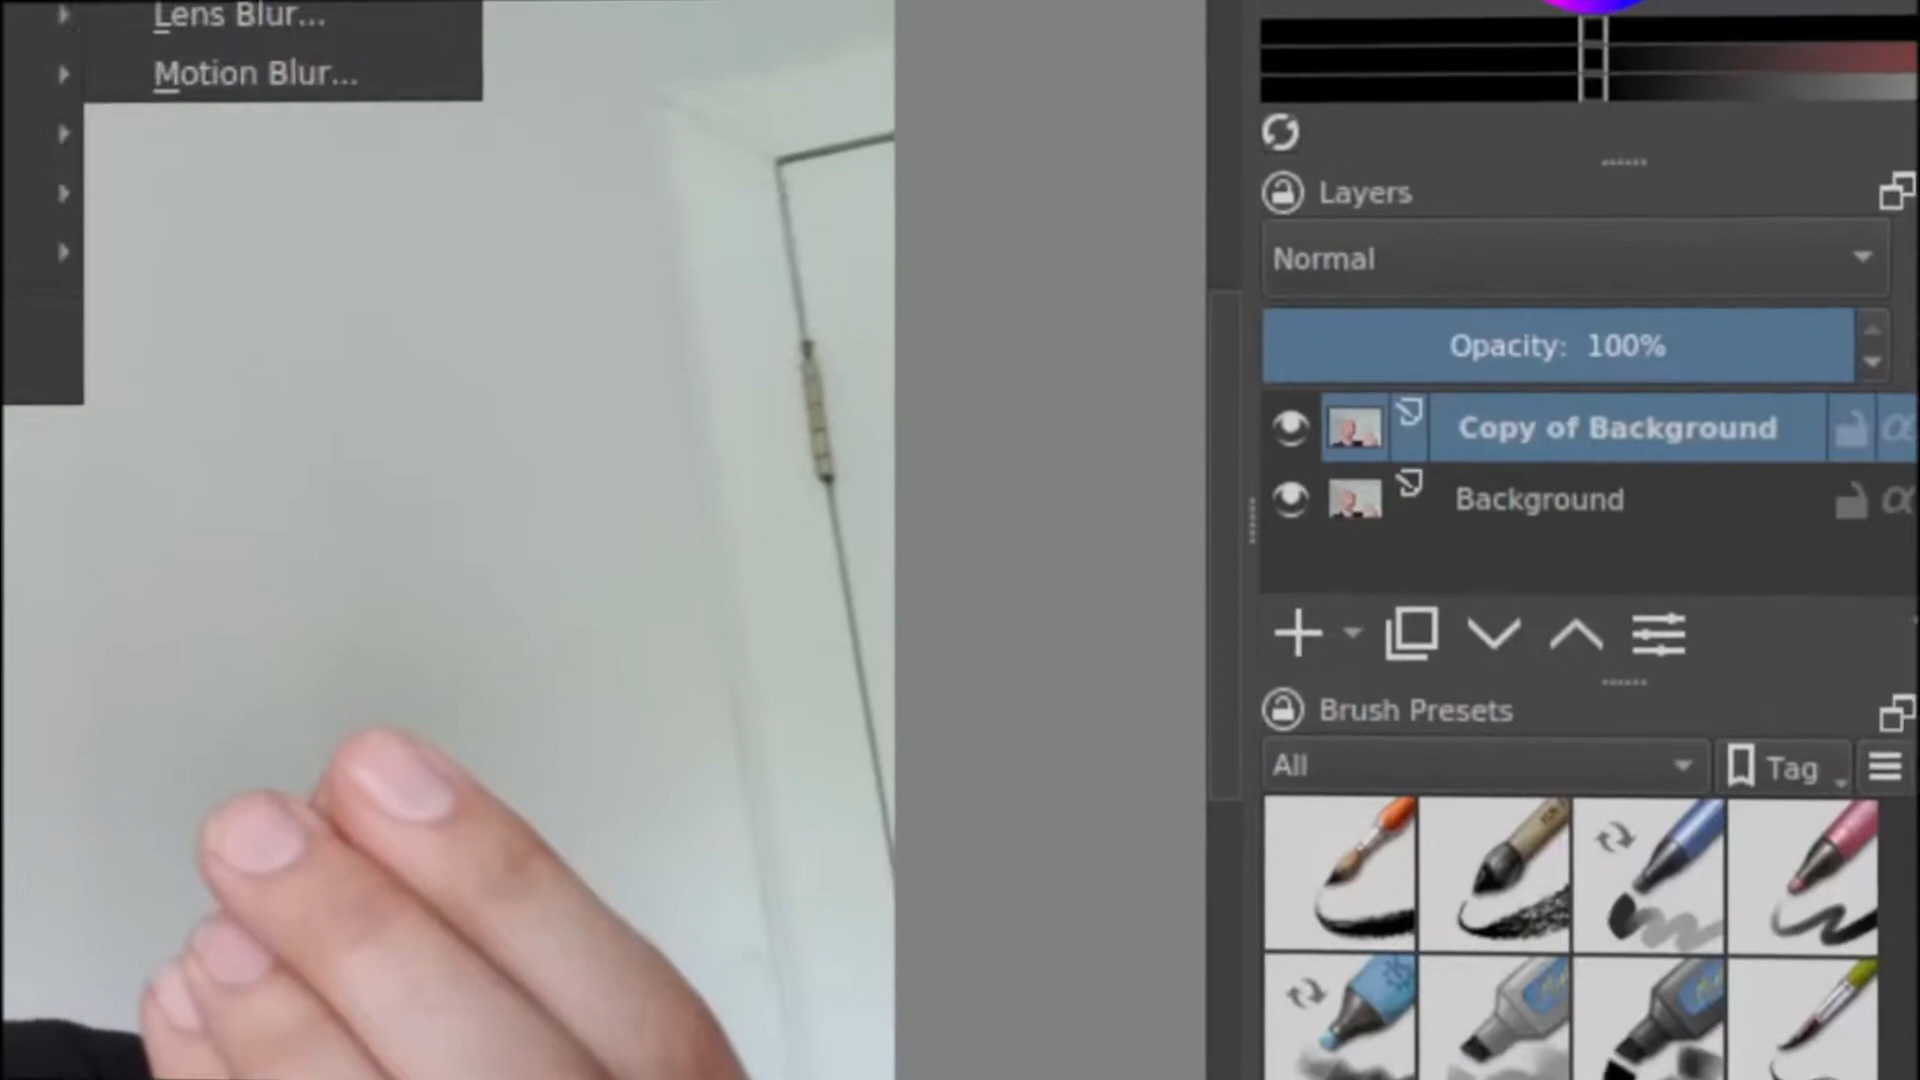 Lens Blur...
Motion Blur...
Layers
Normal
Opacity: 100%
Copy of Background
Background
Brush Presets
All
Tag